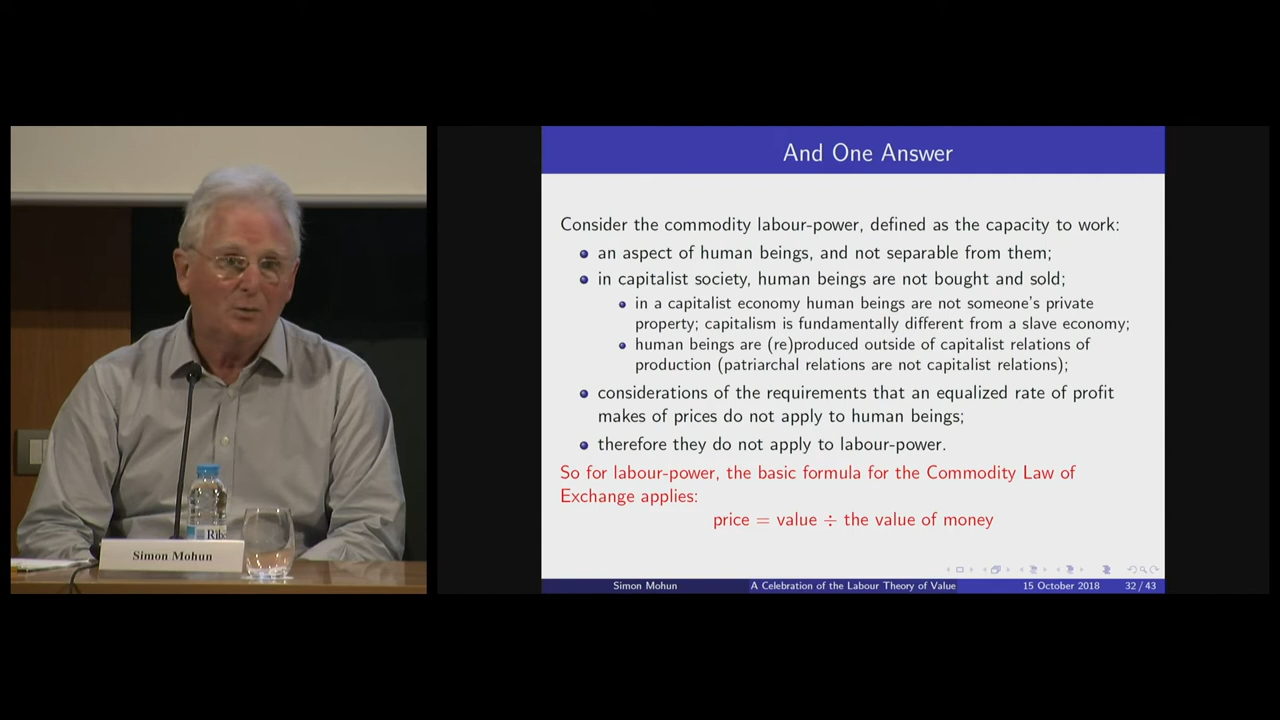 And One Answer
Consider the commodity labour-power, defined as the capacity to work:
an aspect of human beings, and not separable from them;
in capitalist society, human beings are not bought and sold;
in a capitalist economy human beings are not someone's private
property; capitalism is fundamentally different from a slave economy;
human beings are (re)produced outside of capitalist relations of
production (patriarchal relations are not capitalist relations);
considerations of the requirements that an equalized rate of profit
makes of prices do not apply to human beings;
therefore they do not apply to labour-power.
So for labour-power, the basic formula for the Commodity Law of
Exchange applies:
price = value ÷ the value of money
Simon Mohun A Celebration of the Labour Theory of Value 15 October 2018 32 / 43
Simon Mohun